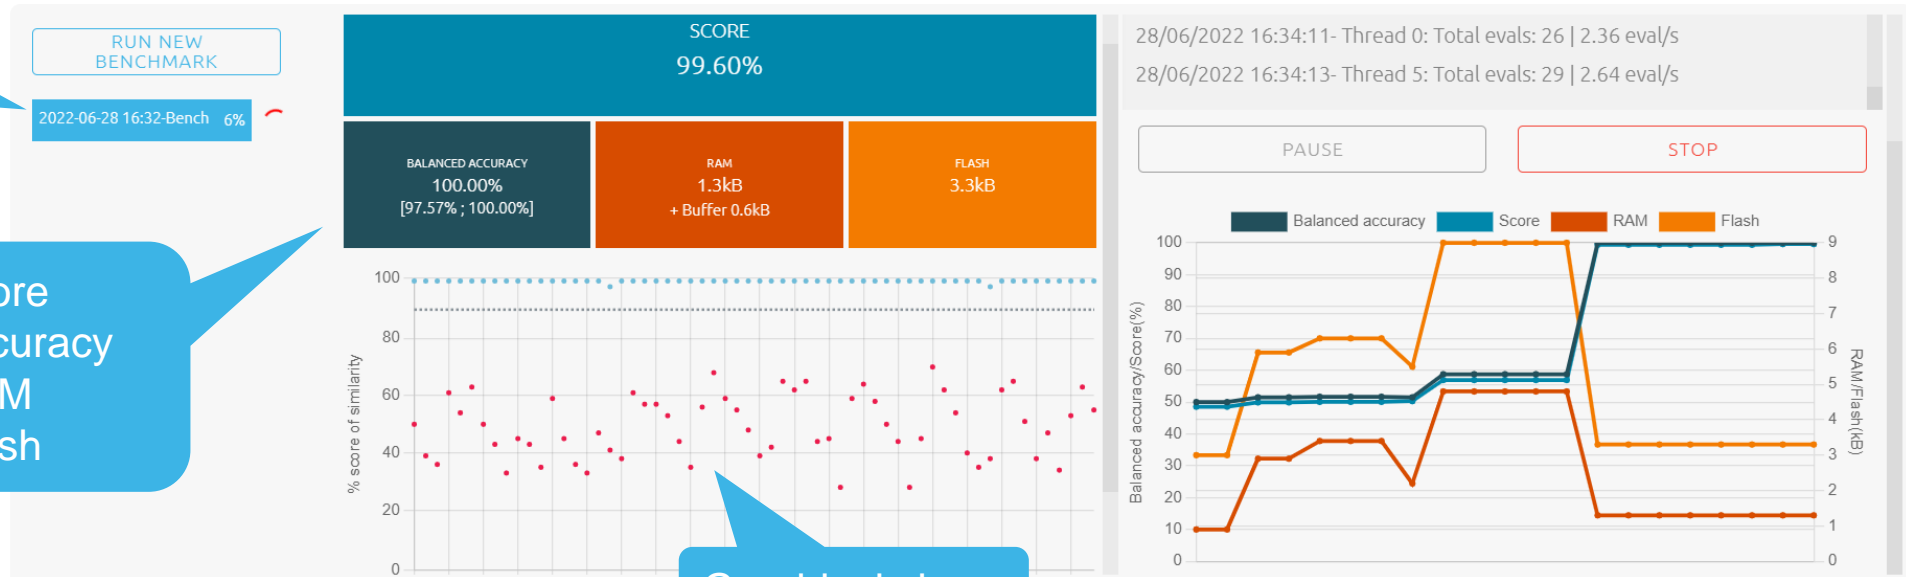 RUN NEW
BENCHMARK
2022-06-28 16:32-Bench 6%
SCORE
99.60%
BALANCED ACCURACY
100.00%
[97.57% ; 100.00%]
RAM
1.3kB
+ Buffer 0.6kB
FLASH
3.3kB
% score of similarity
100
80
60
40
20
0
28/06/2022 16:34:11- Thread 0: Total evals: 26 | 2.36 eval/s
28/06/2022 16:34:13- Thread 5: Total evals: 29 | 2.64 eval/s
PAUSE
STOP
Balanced accuracy Score RAM Flash
Balanced accuracy/Score(%)
100
90
80
70
60
50
40
30
20
10
0
9
8
7
6
5
4
3
2
1
0
RAM/Flash(kB)